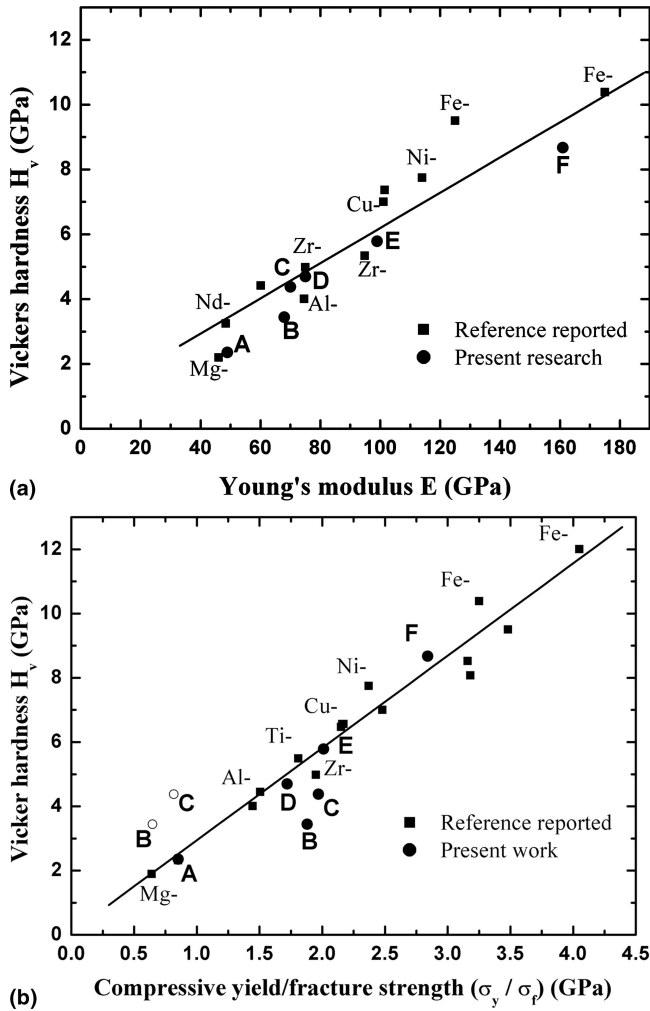 12
10
8
6
4
2
0
Vickers hardness H_v (GPa)
Fe-
Fe-
Ni-
F
Cu-
E
Zr-
Zr-
C
D
Al-
Nd-
B
A
Mg-
Reference reported
Present research
0 20 40 60 80 100 120 140 160 180
(a) Young's modulus E (GPa)
12
10
8
6
4
2
0
Vicker hardness H_v (GPa)
Fe-
Fe-
F
Ni-
Cu-
E
Ti-
Zr-
Al-
D
C
C
B
B
A
Mg-
Reference reported
Present work
0.0 0.5 1.0 1.5 2.0 2.5 3.0 3.5 4.0 4.5
(b) Compressive yield/fracture strength (σ_y / σ_f) (GPa)